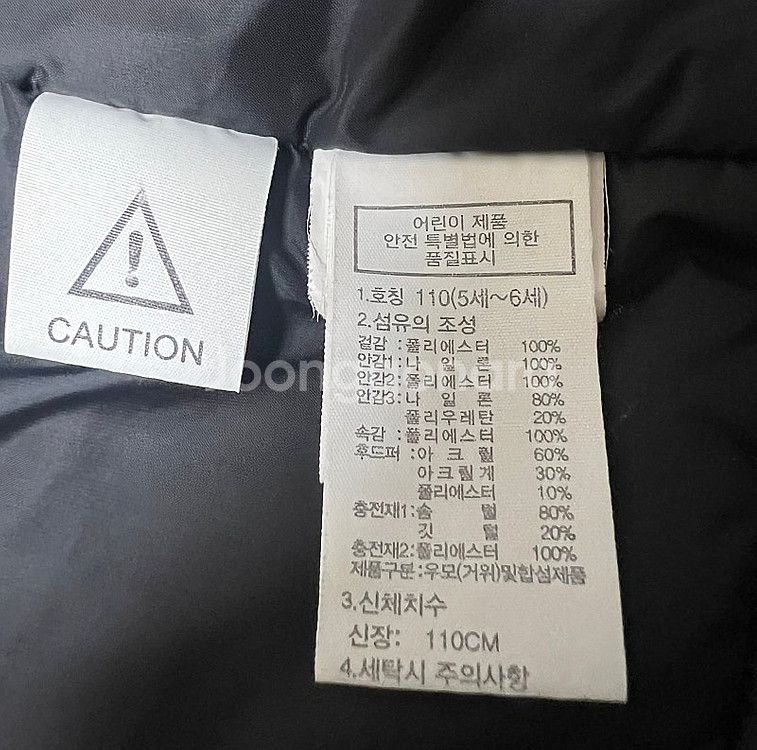 CAUTION
어린이 제품
안전 특별법에 의한
품질표시
1.호칭 110(5세~6세)
2.섬유의 조성
겉감 :폴리에스터 100%
안감1:나 일 론 100%
안감2:폴리에스터 100%
안감3:나 일 론 80%
폴리우레탄 20%
속감 :폴리에스터 100%
후드퍼:아 크 릴 60%
아크릴계 30%
폴리에스터 10%
충전재1:솜 털 80%
깃 털 20%
충전재2:폴리에스터 100%
제품구분:우모(거위)및합성제품
3.신체치수
신장: 110CM
4.세탁시 주의사항